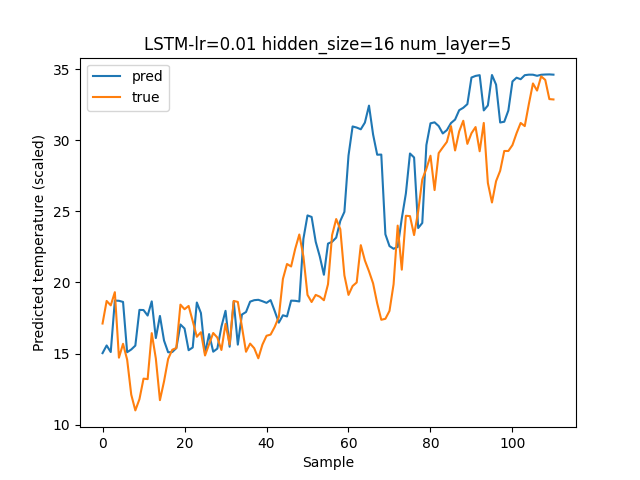 LSTM-lr=0.01 hidden_size=16 num_layer=5
pred
true
Predicted temperature (scaled)
35
30
25
20
15
10
0 20 40 60 80 100
Sample